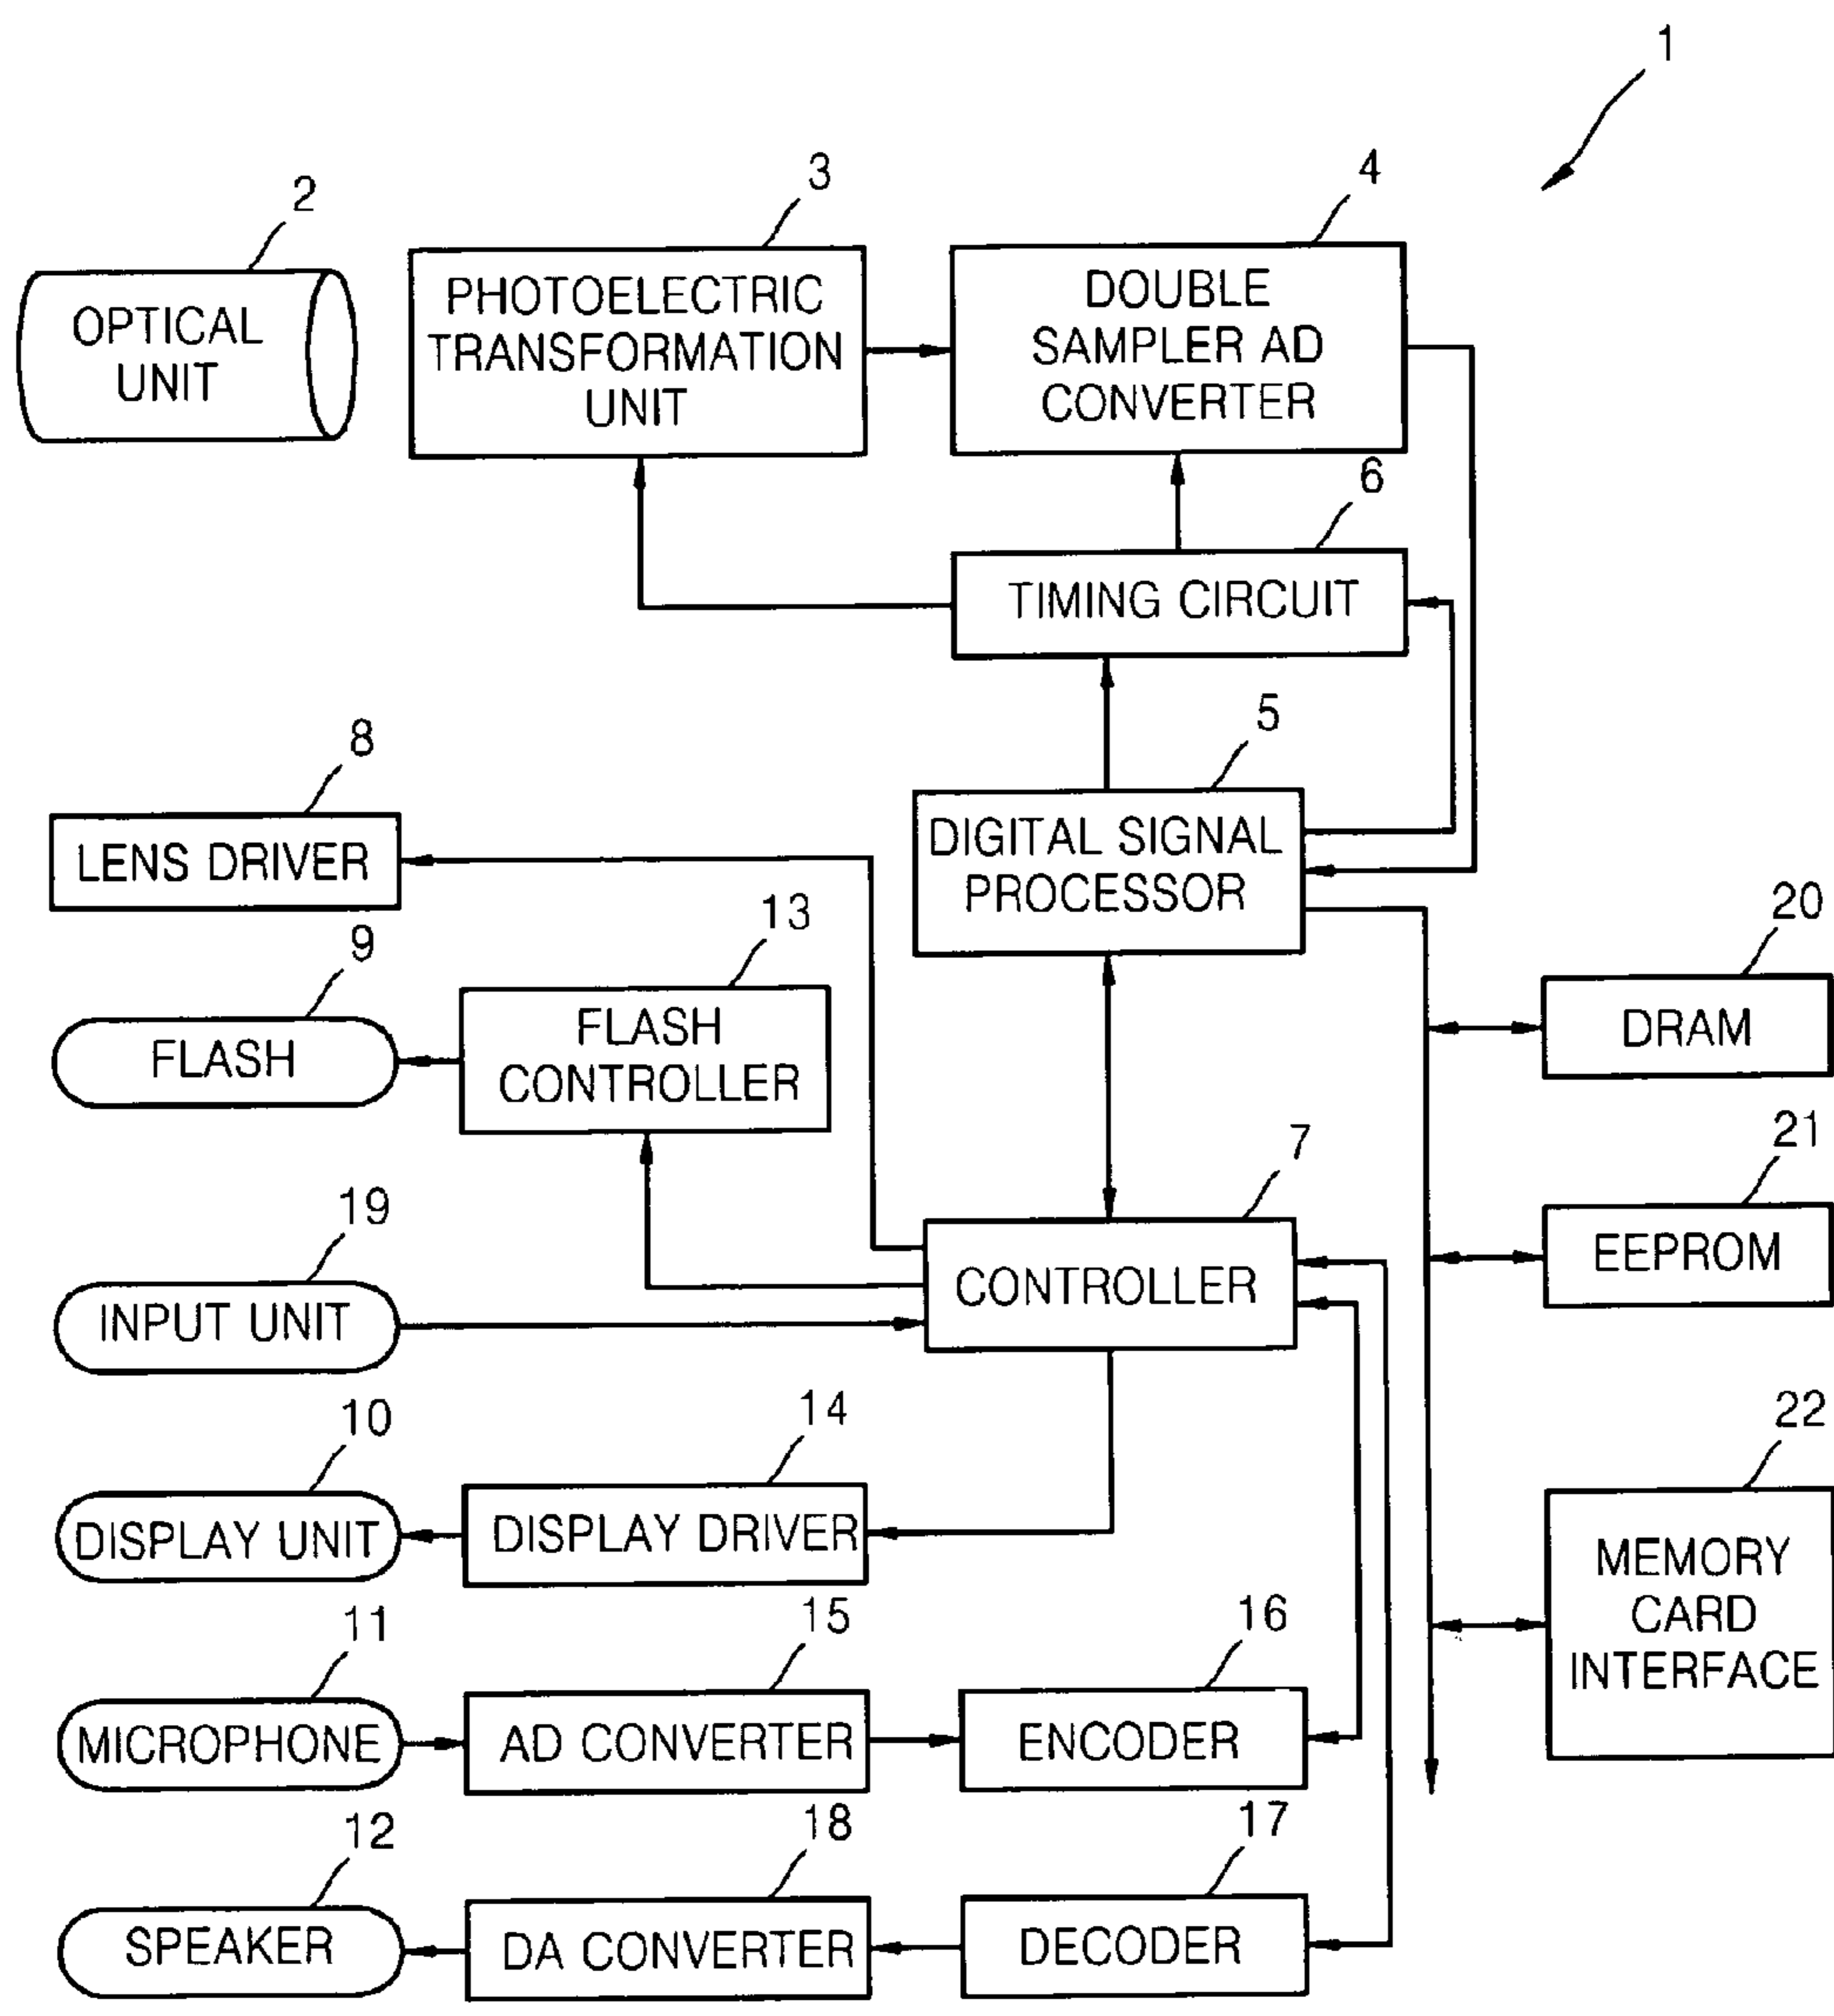 1
2
OPTICAL
UNIT
3
PHOTOELECTRIC
TRANSFORMATION
UNIT
4
DOUBLE
SAMPLER AD
CONVERTER
6
TIMING CIRCUIT
5
DIGITAL SIGNAL
PROCESSOR
8
LENS DRIVER
9
FLASH
13
FLASH
CONTROLLER
20
DRAM
21
EEPROM
7
CONTROLLER
19
INPUT UNIT
10
DISPLAY UNIT
14
DISPLAY DRIVER
22
MEMORY
CARD
INTERFACE
11
MICROPHONE
15
AD CONVERTER
16
ENCODER
12
SPEAKER
18
DA CONVERTER
17
DECODER